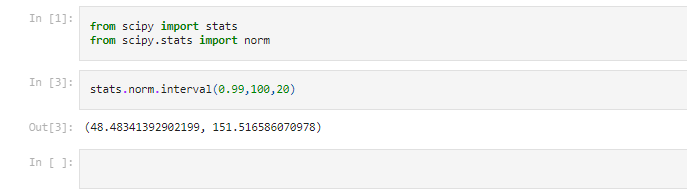 In [1]:
from scipy import stats
from scipy.stats import norm
In [3]:
stats.norm.interval(0.99,100,20)
Out[3]: (48.48341392902199, 151.516586070978)
In [ ]: